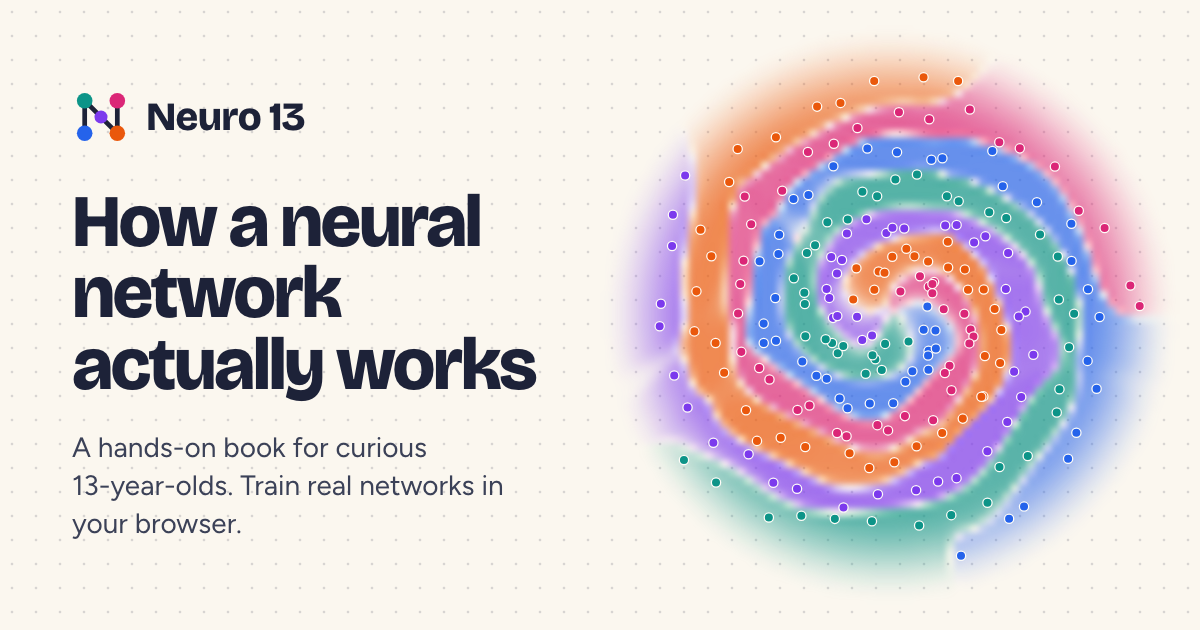 Neuro 13
How a neural
network
actually works
A hands-on book for curious
13-year-olds. Train real networks in
your browser.